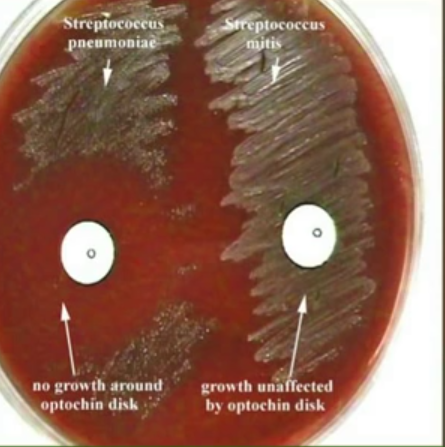 Streptococcus
pneumoniae
Streptococcus
mitis
no growth around
optochin disk
growth unaffected
by optochin disk